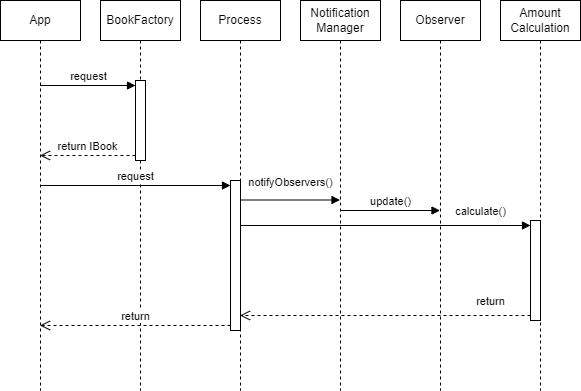 App
BookFactory
Process
Notification
Manager
Observer
Amount
Calculation
request
return IBook
request
notifyObservers()
update()
calculate()
return
return